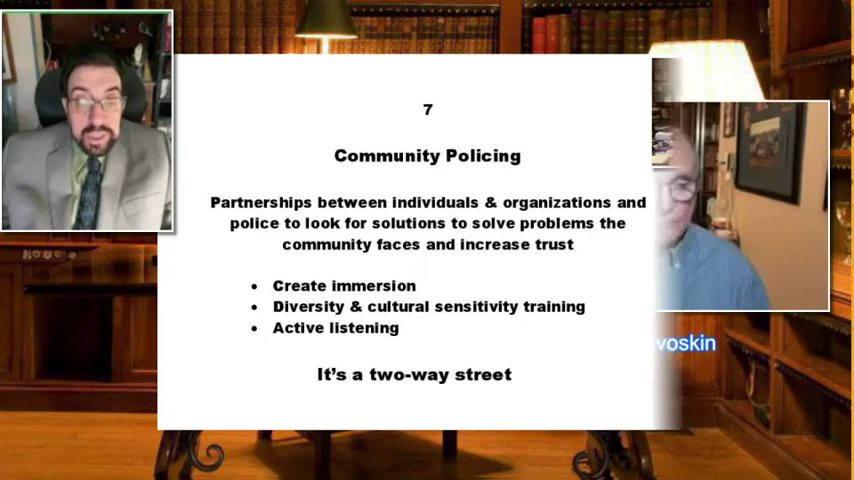 7
Community Policing
Partnerships between individuals & organizations and
police to look for solutions to solve problems the
community faces and increase trust
• Create immersion
• Diversity & cultural sensitivity training
• Active listening
It's a two-way street
voskin